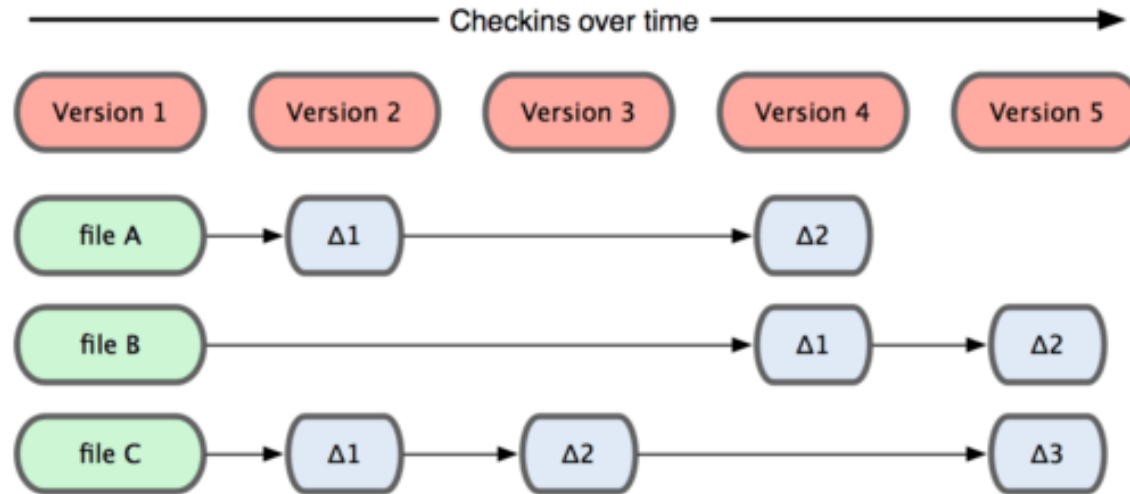 Checkins over time
Version 1 Version 2 Version 3 Version 4 Version 5
file A Δ1 Δ2
file B Δ1 Δ2
file C Δ1 Δ2 Δ3